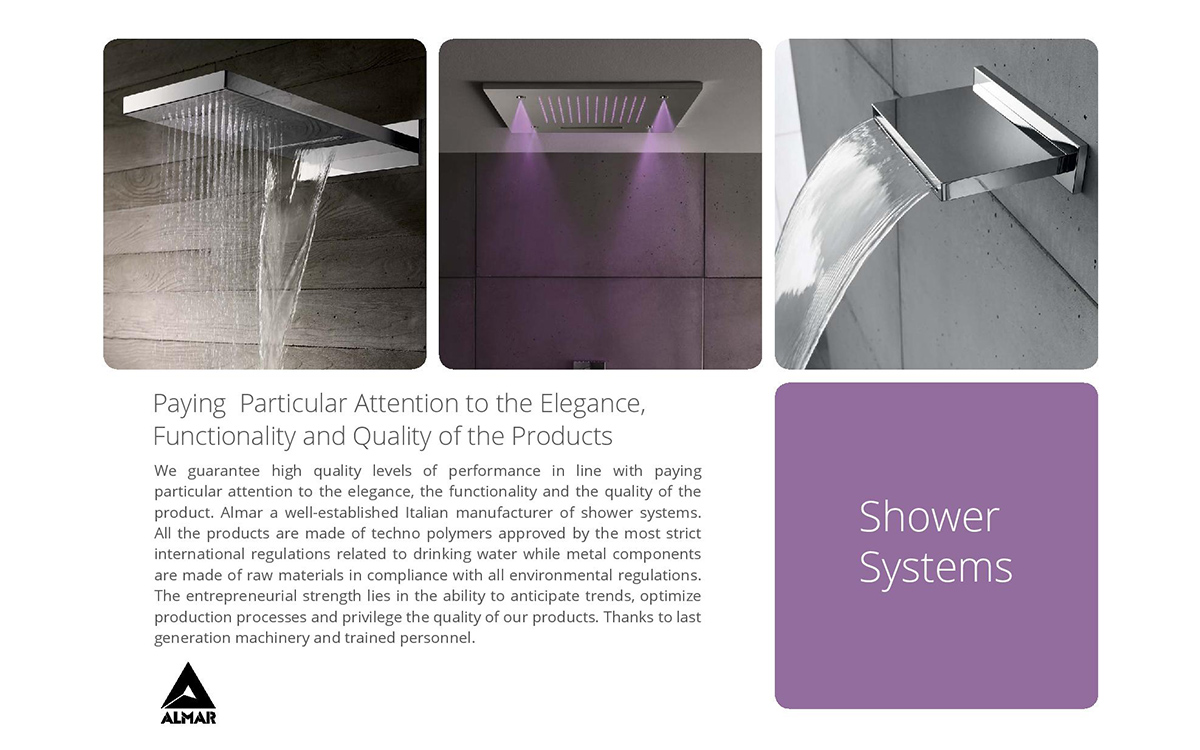 Paying  Particular Attention to the Elegance,
Functionality and Quality of the Products
We guarantee high quality levels of performance in line with paying
particular attention to the elegance, the functionality and the quality of the
product. Almar a well-established Italian manufacturer of shower systems.
All the products are made of techno polymers approved by the most strict
international regulations related to drinking water while metal components
are made of raw materials in compliance with all environmental regulations.
The entrepreneurial strength lies in the ability to anticipate trends, optimize
production processes and privilege the quality of our products. Thanks to last
generation machinery and trained personnel.
ALMAR
Shower
Systems